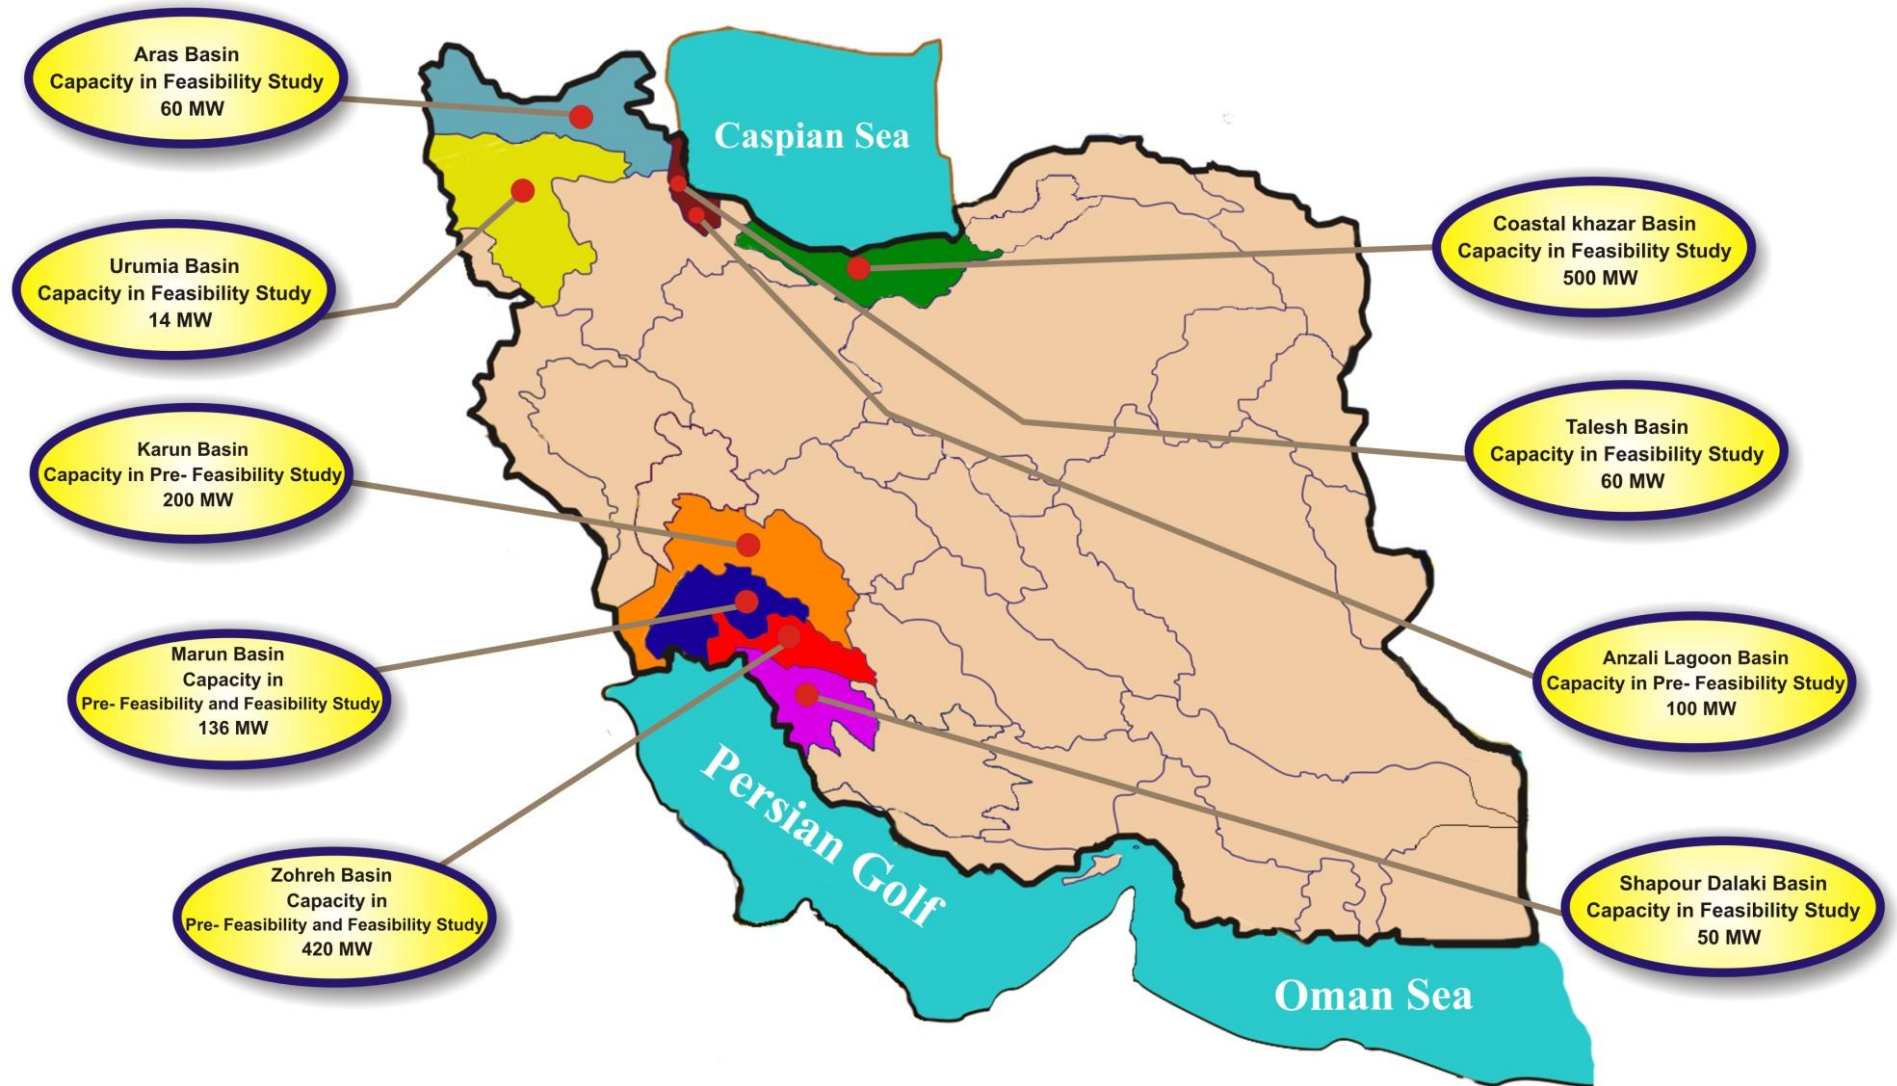 Aras Basin
Capacity in Feasibility Study
60 MW
Urumia Basin
Capacity in Feasibility Study
14 MW
Karun Basin
Capacity in Pre- Feasibility Study
200 MW
Marun Basin
Capacity in
Pre- Feasibility and Feasibility Study
136 MW
Zohreh Basin
Capacity in
Pre- Feasibility and Feasibility Study
420 MW
Caspian Sea
Persian Golf
Oman Sea
Coastal khazar Basin
Capacity in Feasibility Study
500 MW
Talesh Basin
Capacity in Feasibility Study
60 MW
Anzali Lagoon Basin
Capacity in Pre- Feasibility Study
100 MW
Shapour Dalaki Basin
Capacity in Feasibility Study
50 MW